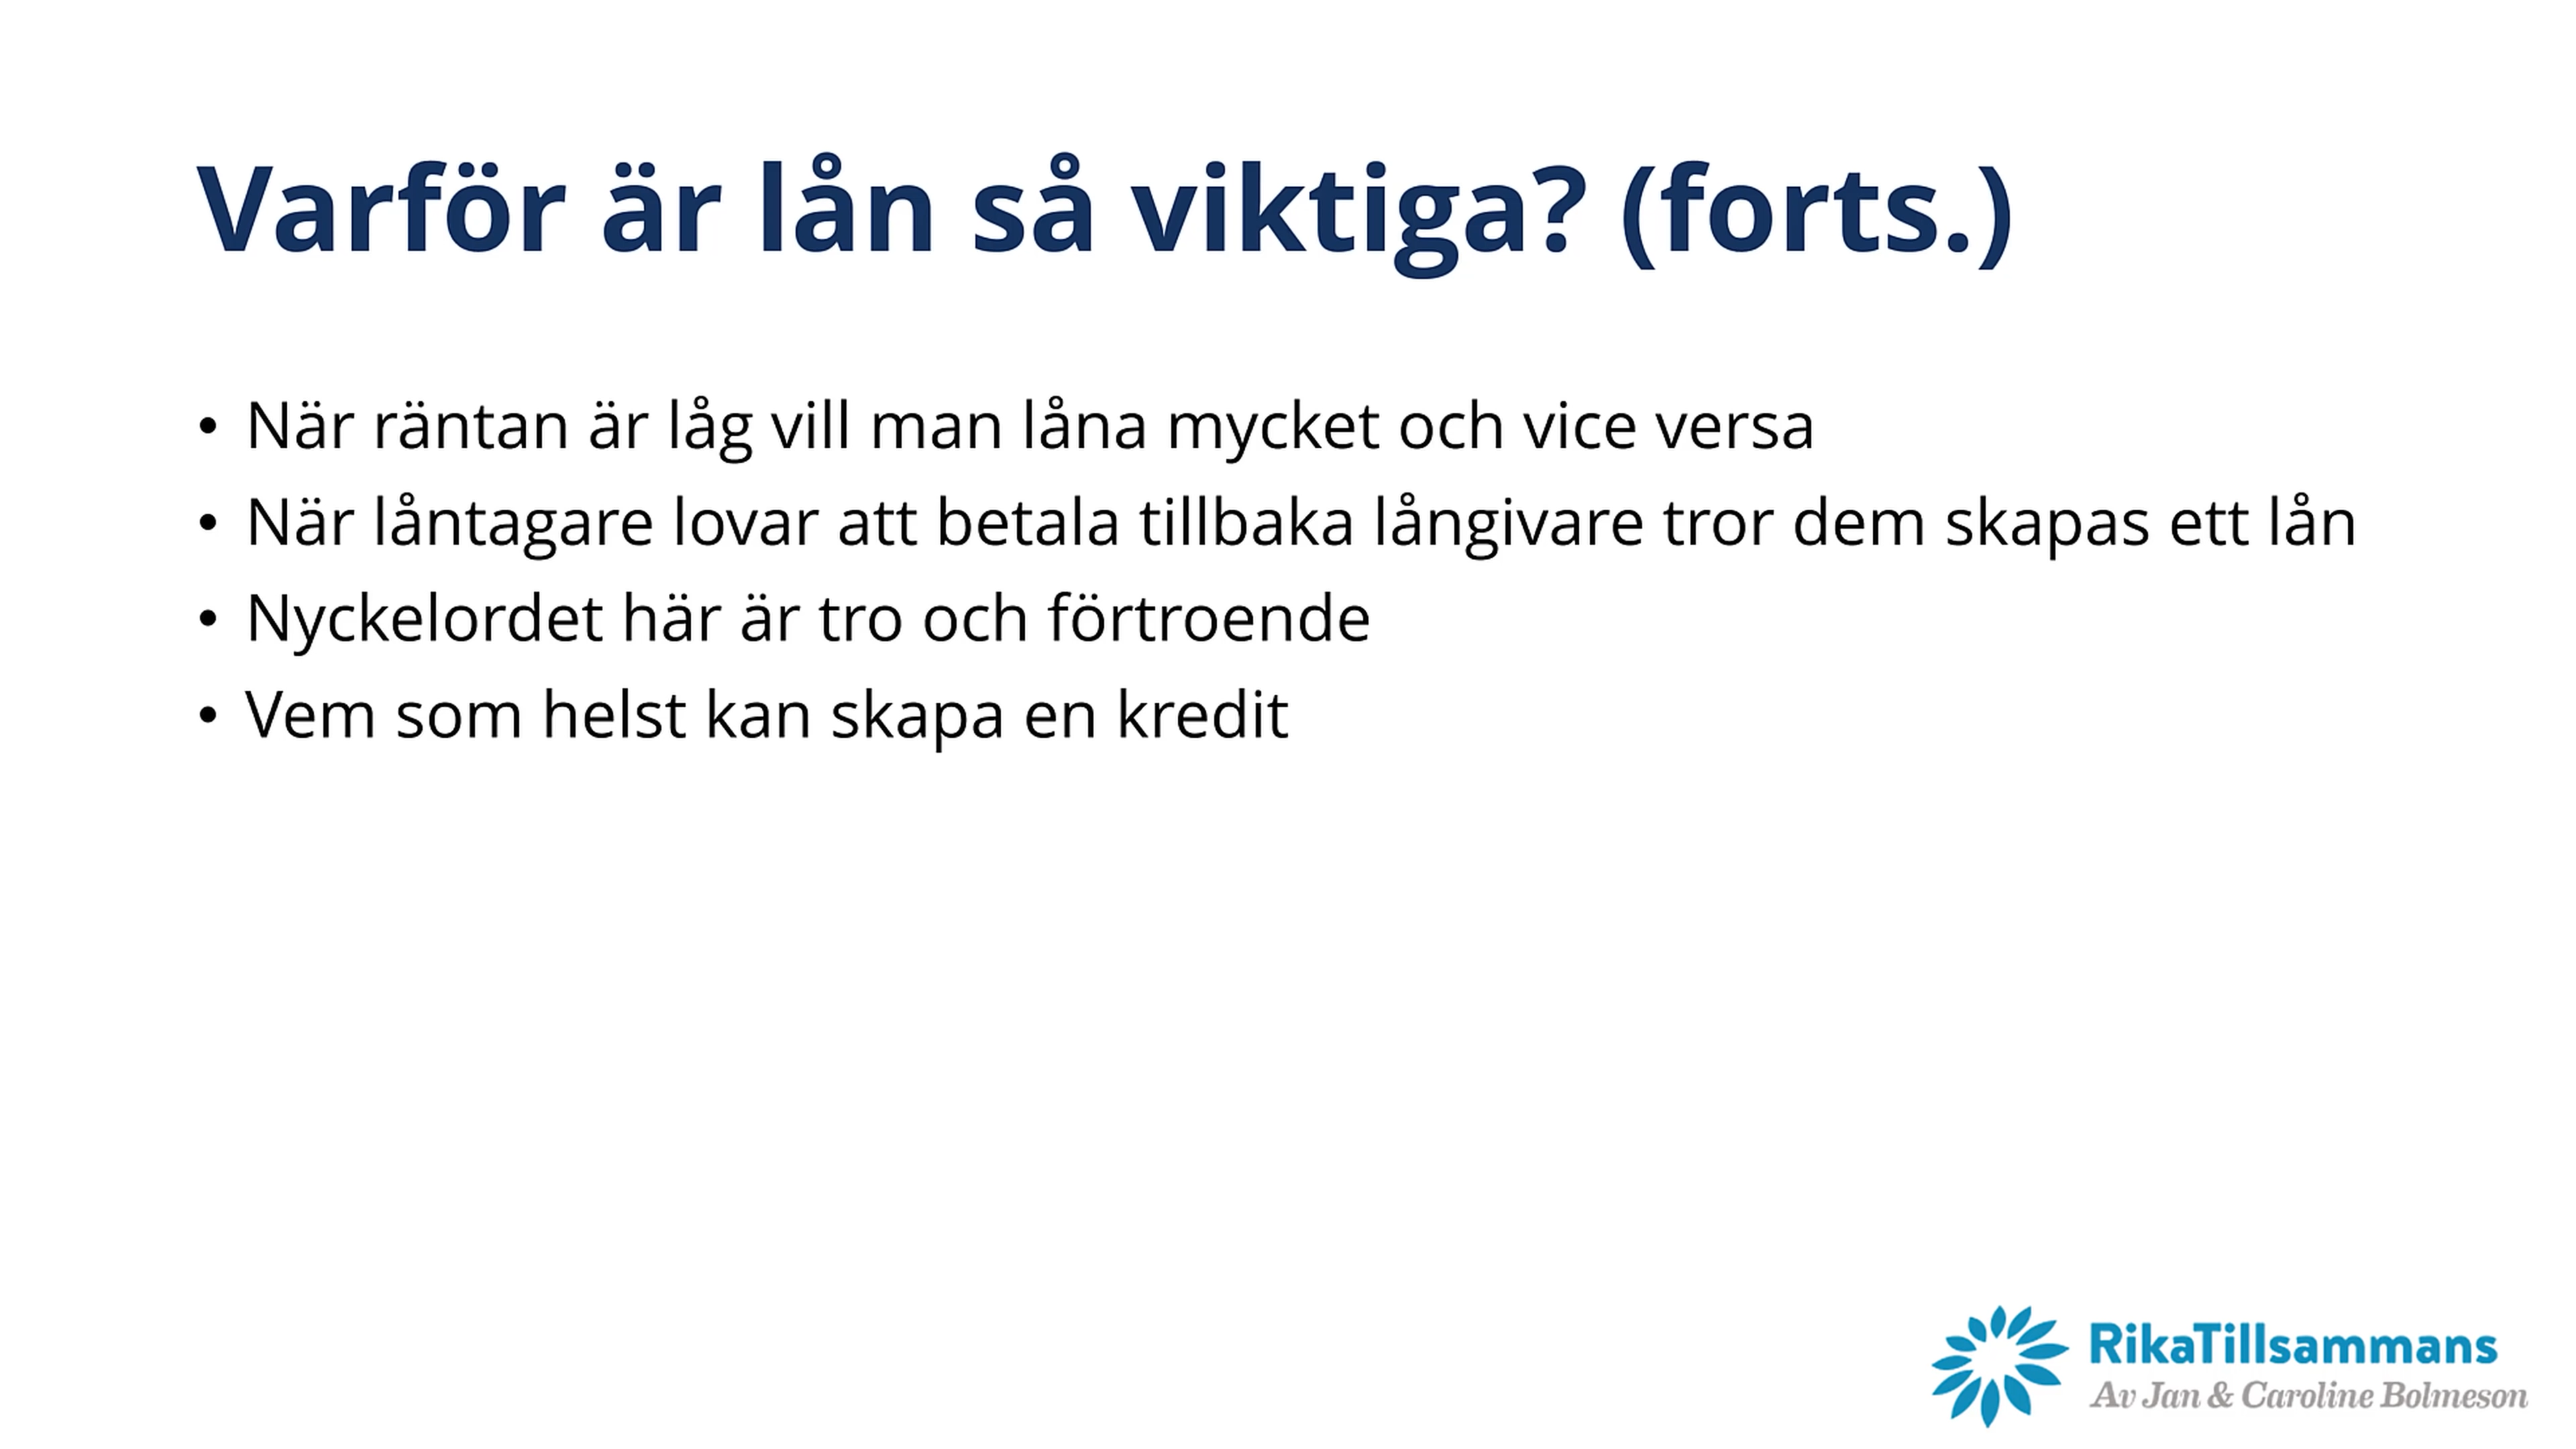 Varför är lån så viktiga? (forts.)
• När räntan är låg vill man låna mycket och vice versa
• När låntagare lovar att betala tillbaka långivare tror dem skapas ett lån
• Nyckelordet här är tro och förtroende
• Vem som helst kan skapa en kredit
RikaTillsammans
Av Jan & Caroline Bolmeson